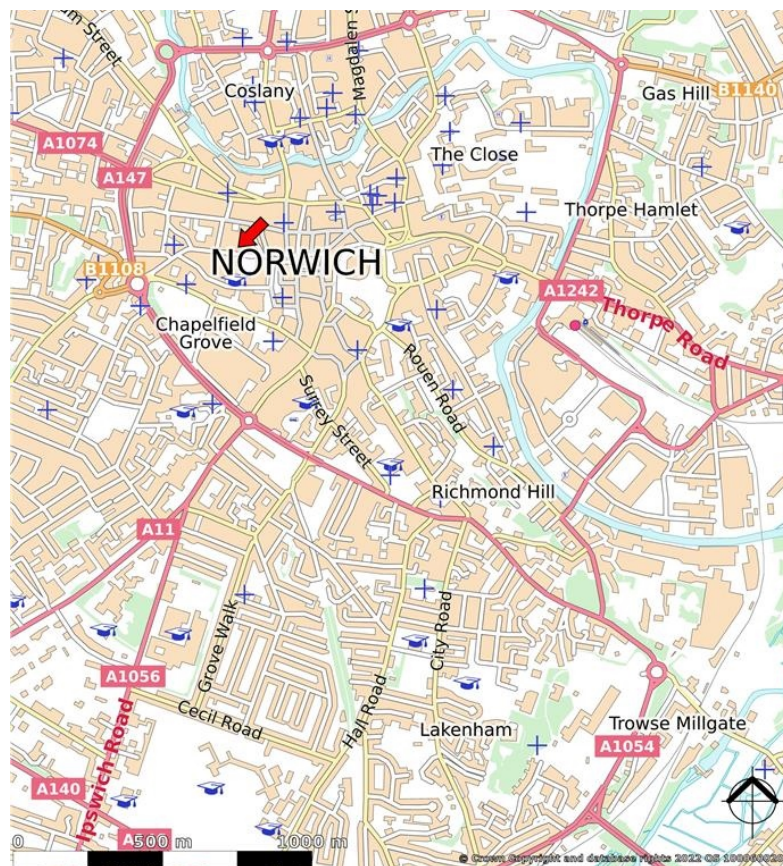 Magdalen S
Coslany
Gas Hill
B1140
A1074
The Close
A147
Thorpe Hamlet
NORWICH
B1108
A1242
Thorpe Road
Chapelfield
Grove
Rouen Road
Surrey Street
Richmond Hill
A11
City Road
Grove Walk
A1056
Hall Road
Cecil Road
Lakenham
Trowse Millgate
A1054
Ipswich Road
A140
0
500 m
1000 m
© Crown Copyright and database rights 2022 OS